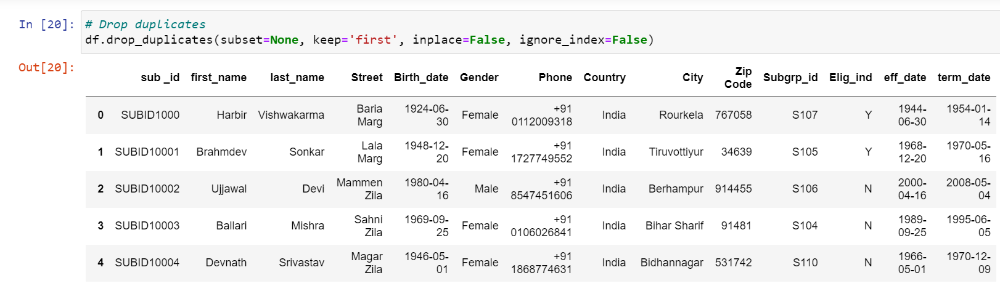 In [20]: # Drop duplicates
df.drop_duplicates(subset=None, keep='first', inplace=False, ignore_index=False)
Out[20]:
sub _id first_name last_name Street Birth_date Gender Phone Country City Zip Code Subgrp_id Elig_ind eff_date term_date
0 SUBID1000 Harbir Vishwakarma Baria Marg 1924-06-30 Female +91 0112009318 India Rourkela 767058 S107 Y 1944-06-30 1954-01-14
1 SUBID10001 Brahmdev Sonkar Lala Marg 1948-12-20 Female +91 1727749552 India Tiruvottiyur 34639 S105 Y 1968-12-20 1970-05-16
2 SUBID10002 Ujjawal Devi Mammen Zila 1980-04-16 Male +91 8547451606 India Berhampur 914455 S106 N 2000-04-16 2008-05-04
3 SUBID10003 Ballari Mishra Sahni Zila 1969-09-25 Female +91 0106026841 India Bihar Sharif 91481 S104 N 1989-09-25 1995-06-05
4 SUBID10004 Devnath Srivastav Magar Zila 1946-05-01 Female +91 1868774631 India Bidhannagar 531742 S110 N 1966-05-01 1970-12-09